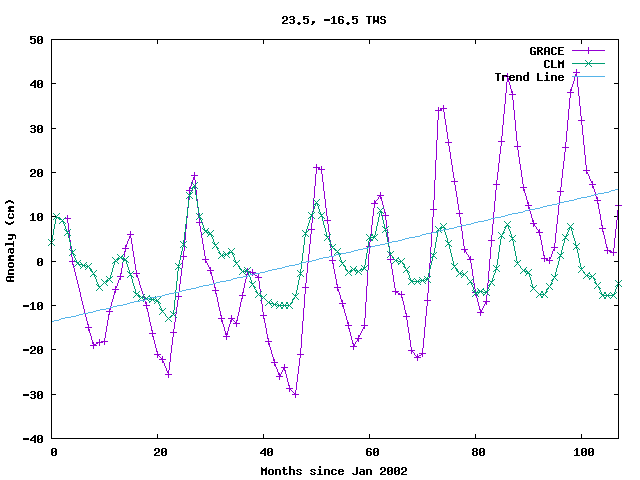 23.5, -16.5 TWS
GRACE
CLM
Trend Line
50
40
30
20
10
0
-10
-20
-30
-40
Anomaly (cm)
0 20 40 60 80 100
Months since Jan 2002